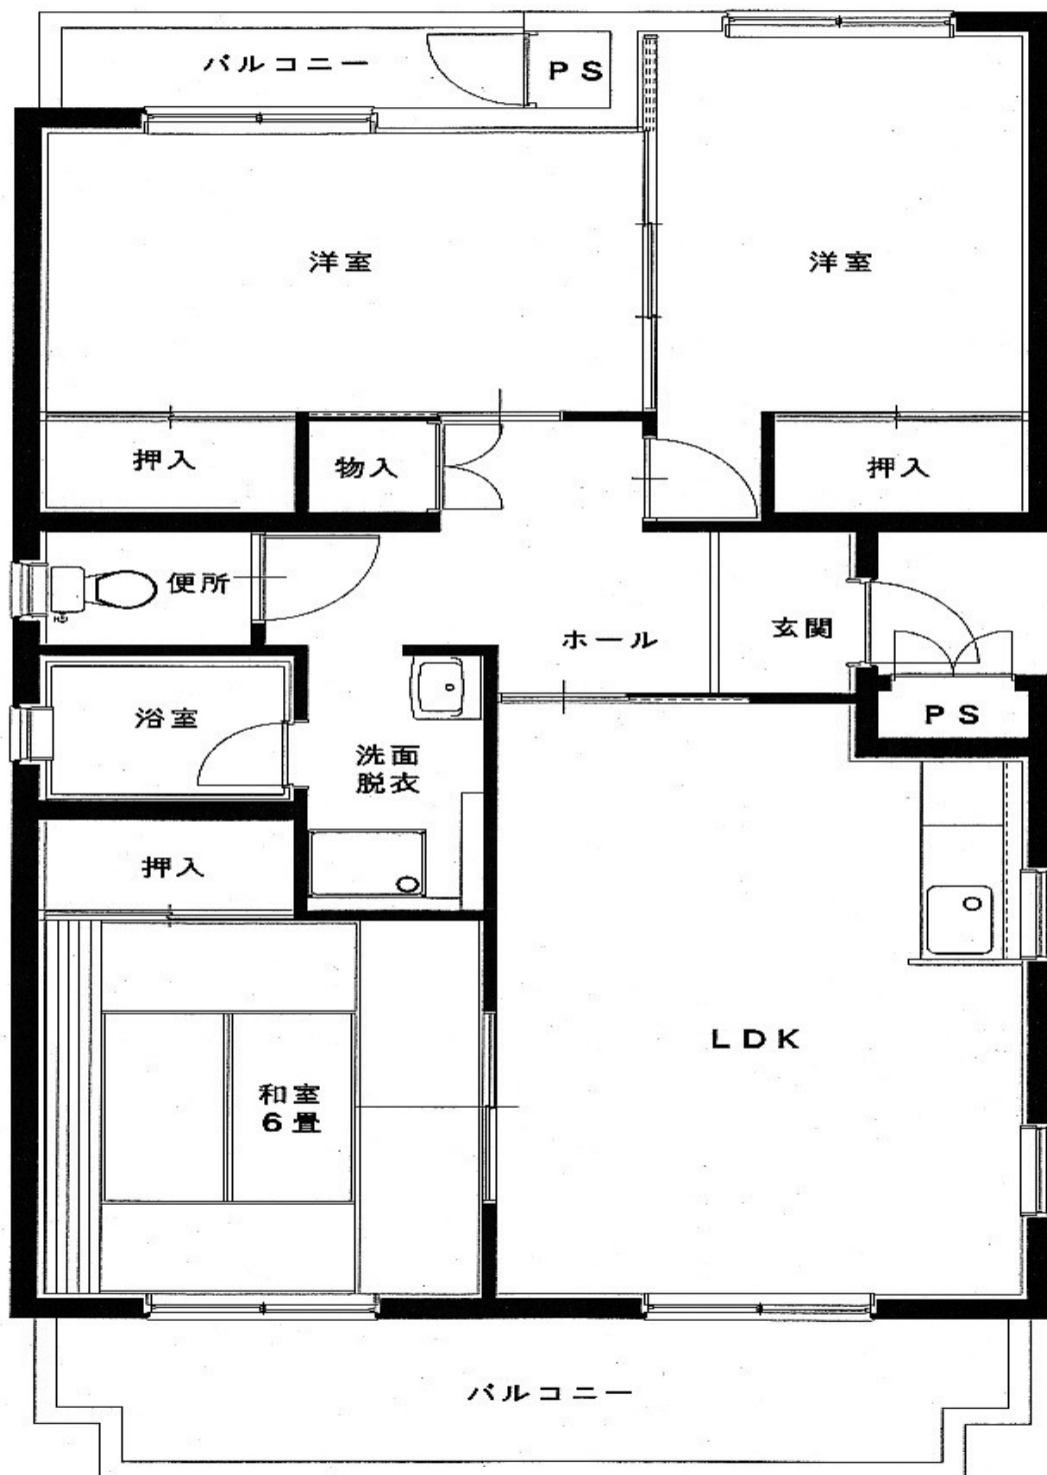 バルコニー
ＰＳ
洋室
洋室
押入
物入
押入
便所
ホール
玄関
浴室
洗面
脱衣
ＰＳ
押入
ＬＤＫ
和室
６畳
バルコニー